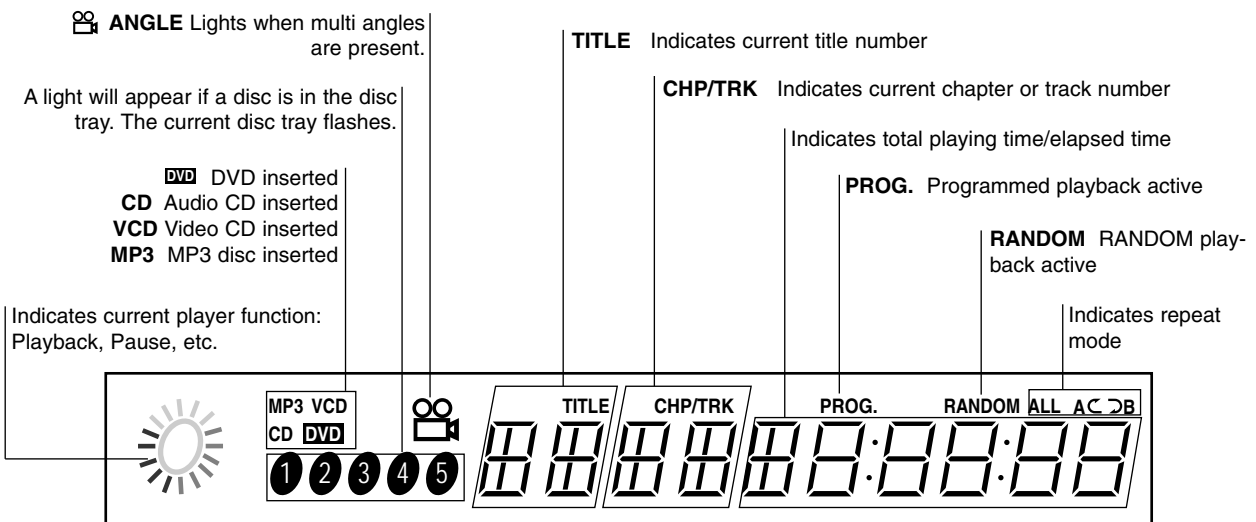 ANGLE Lights when multi angles
are present.
TITLE Indicates current title number
A light will appear if a disc is in the disc
tray. The current disc tray flashes.
CHP/TRK Indicates current chapter or track number
Indicates total playing time/elapsed time
DVD DVD inserted
CD Audio CD inserted
VCD Video CD inserted
MP3 MP3 disc inserted
PROG. Programmed playback active
RANDOM RANDOM play-
back active
Indicates current player function:
Playback, Pause, etc.
Indicates repeat
mode
MP3 VCD
CD DVD
1 2 3 4 5
TITLE
CHP/TRK
PROG.
RANDOM ALL A B